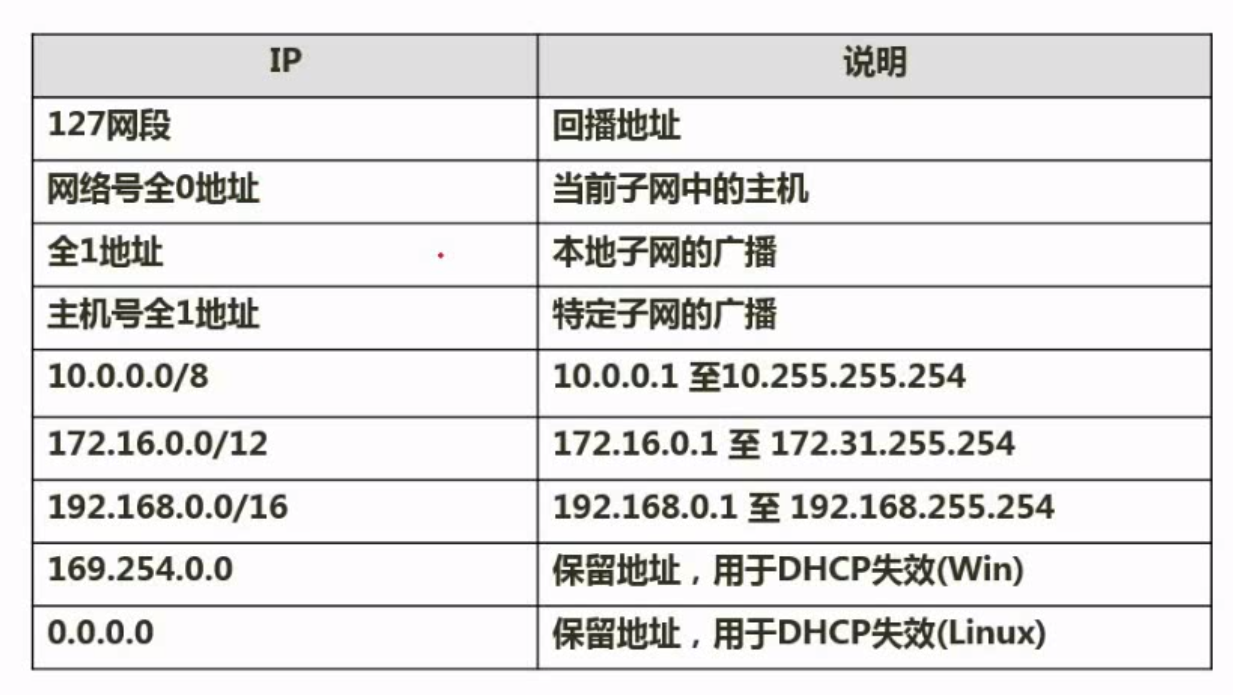 IP 说明
127网段 回播地址
网络号全0地址 当前子网中的主机
全1地址 本地子网的广播
主机号全1地址 特定子网的广播
10.0.0.0/8 10.0.0.1 至10.255.255.254
172.16.0.0/12 172.16.0.1 至 172.31.255.254
192.168.0.0/16 192.168.0.1 至 192.168.255.254
169.254.0.0 保留地址，用于DHCP失效(Win)
0.0.0.0 保留地址，用于DHCP失效(Linux)